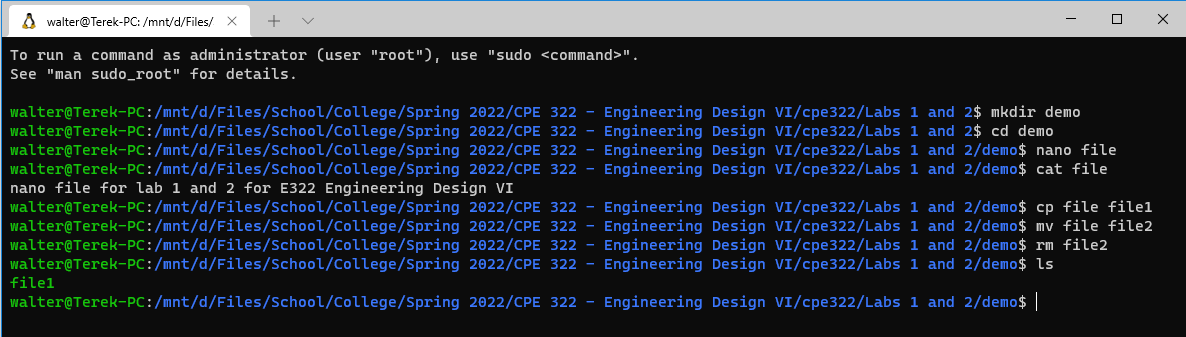 walter@Terek-PC: /mnt/d/Files/
To run a command as administrator (user "root"), use "sudo <command>".
See "man sudo_root" for details.
walter@Terek-PC:/mnt/d/Files/School/College/Spring 2022/CPE 322 - Engineering Design VI/cpe322/Labs 1 and 2$ mkdir demo
walter@Terek-PC:/mnt/d/Files/School/College/Spring 2022/CPE 322 - Engineering Design VI/cpe322/Labs 1 and 2$ cd demo
walter@Terek-PC:/mnt/d/Files/School/College/Spring 2022/CPE 322 - Engineering Design VI/cpe322/Labs 1 and 2/demo$ nano file
walter@Terek-PC:/mnt/d/Files/School/College/Spring 2022/CPE 322 - Engineering Design VI/cpe322/Labs 1 and 2/demo$ cat file
nano file for lab 1 and 2 for E322 Engineering Design VI
walter@Terek-PC:/mnt/d/Files/School/College/Spring 2022/CPE 322 - Engineering Design VI/cpe322/Labs 1 and 2/demo$ cp file file1
walter@Terek-PC:/mnt/d/Files/School/College/Spring 2022/CPE 322 - Engineering Design VI/cpe322/Labs 1 and 2/demo$ mv file file2
walter@Terek-PC:/mnt/d/Files/School/College/Spring 2022/CPE 322 - Engineering Design VI/cpe322/Labs 1 and 2/demo$ rm file2
walter@Terek-PC:/mnt/d/Files/School/College/Spring 2022/CPE 322 - Engineering Design VI/cpe322/Labs 1 and 2/demo$ ls
file1
walter@Terek-PC:/mnt/d/Files/School/College/Spring 2022/CPE 322 - Engineering Design VI/cpe322/Labs 1 and 2/demo$